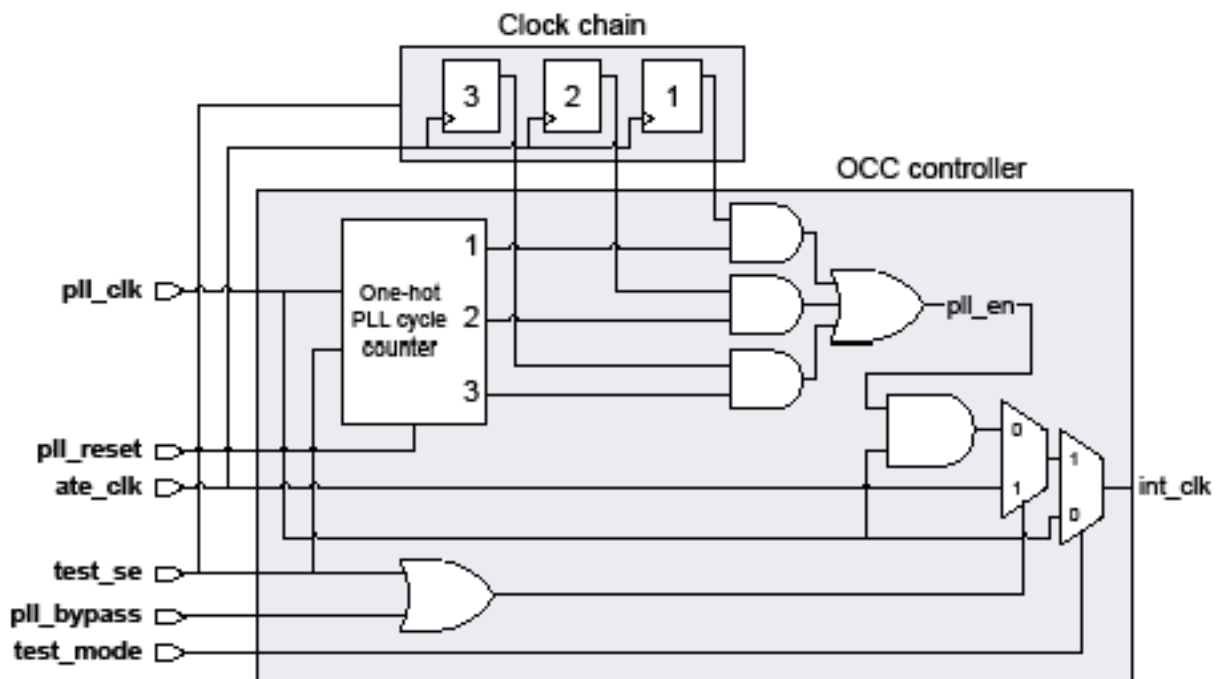 Clock chain
3
2
1
OCC controller
pll_clk
One-hot
PLL cycle
counter
1
2
3
pll_en
pll_reset
ate_clk
0
1
1
0
int_clk
test_se
pll_bypass
test_mode